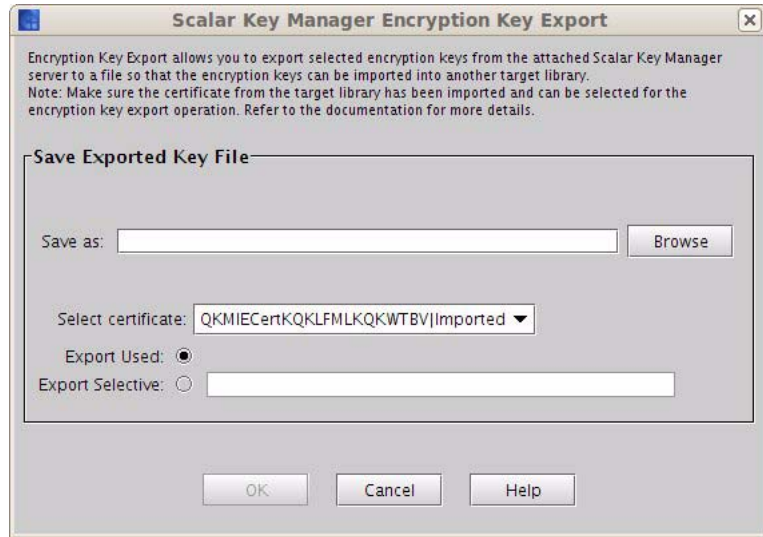 Scalar Key Manager Encryption Key Export
Encryption Key Export allows you to export selected encryption keys from the attached Scalar Key Manager
server to a file so that the encryption keys can be imported into another target library.
Note: Make sure the certificate from the target library has been imported and can be selected for the
encryption key export operation. Refer to the documentation for more details.
Save Exported Key File
Save as:
Browse
Select certificate: QKMIECertKQKLFMLKQKWTBV|Imported
Export Used:
Export Selective:
OK Cancel Help